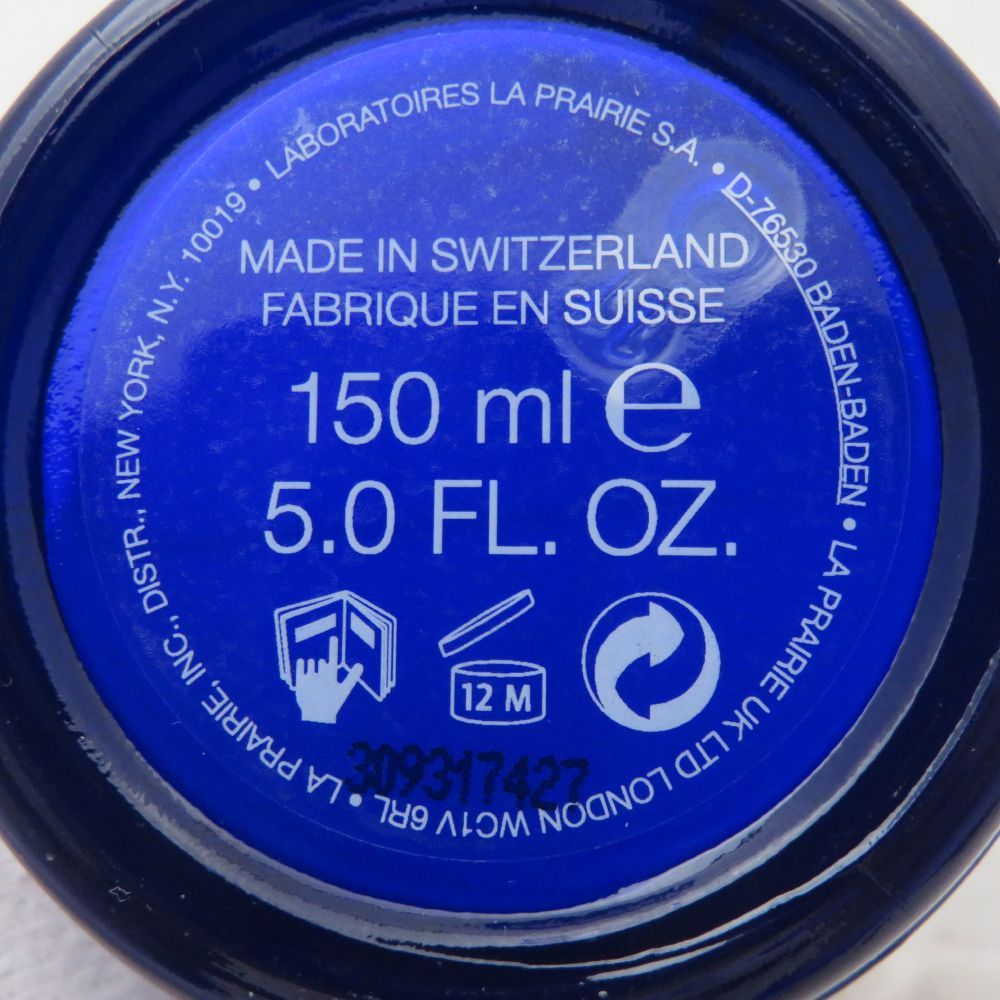 LABORATOIRES LA PRAIRIE S.A. • D-76530 BADEN-BADEN • LA PRAIRIE UK LTD LONDON WC1V 6RL • LA PRAIRIE, INC., DISTR., NEW YORK, N.Y. 10019 •
MADE IN SWITZERLAND
FABRIQUE EN SUISSE
150 ml e
5.0 FL. OZ.
12 M
309317427